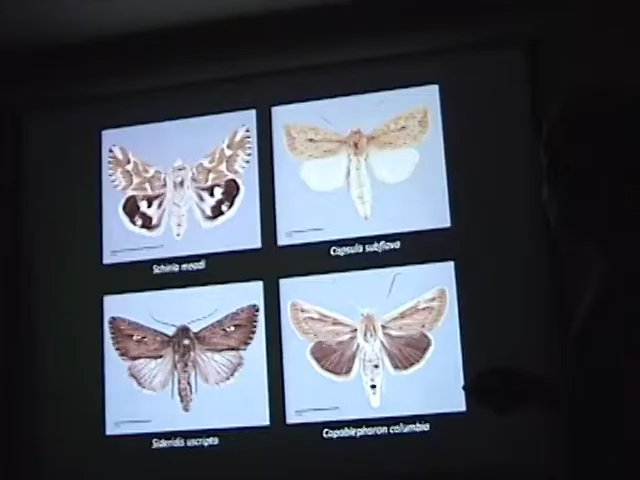 Schinia meadi
Capsula subflava
Sideridis uscripta
Copablepharon columbia